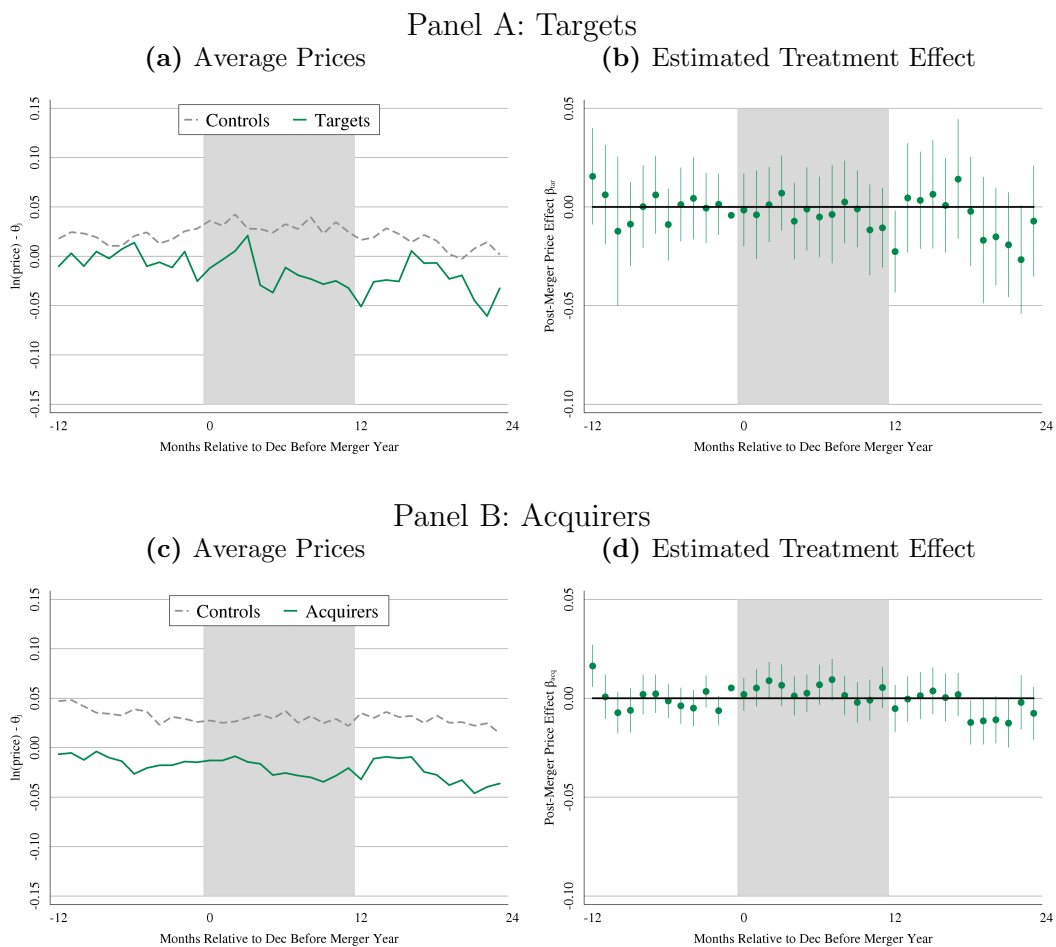 Panel A: Targets
(a) Average Prices
(b) Estimated Treatment Effect
Controls Targets
ln(price) - θⱼ
0.15
0.10
0.05
0.00
-0.05
-0.10
-0.15
-12 0 12 24
Months Relative to Dec Before Merger Year
Post-Merger Price Effect βtar
0.05
0.00
-0.05
-0.10
-12 0 12 24
Months Relative to Dec Before Merger Year
Panel B: Acquirers
(c) Average Prices
(d) Estimated Treatment Effect
Controls Acquirers
ln(price) - θⱼ
0.15
0.10
0.05
0.00
-0.05
-0.10
-0.15
-12 0 12 24
Months Relative to Dec Before Merger Year
Post-Merger Price Effect βacq
0.05
0.00
-0.05
-0.10
-12 0 12 24
Months Relative to Dec Before Merger Year